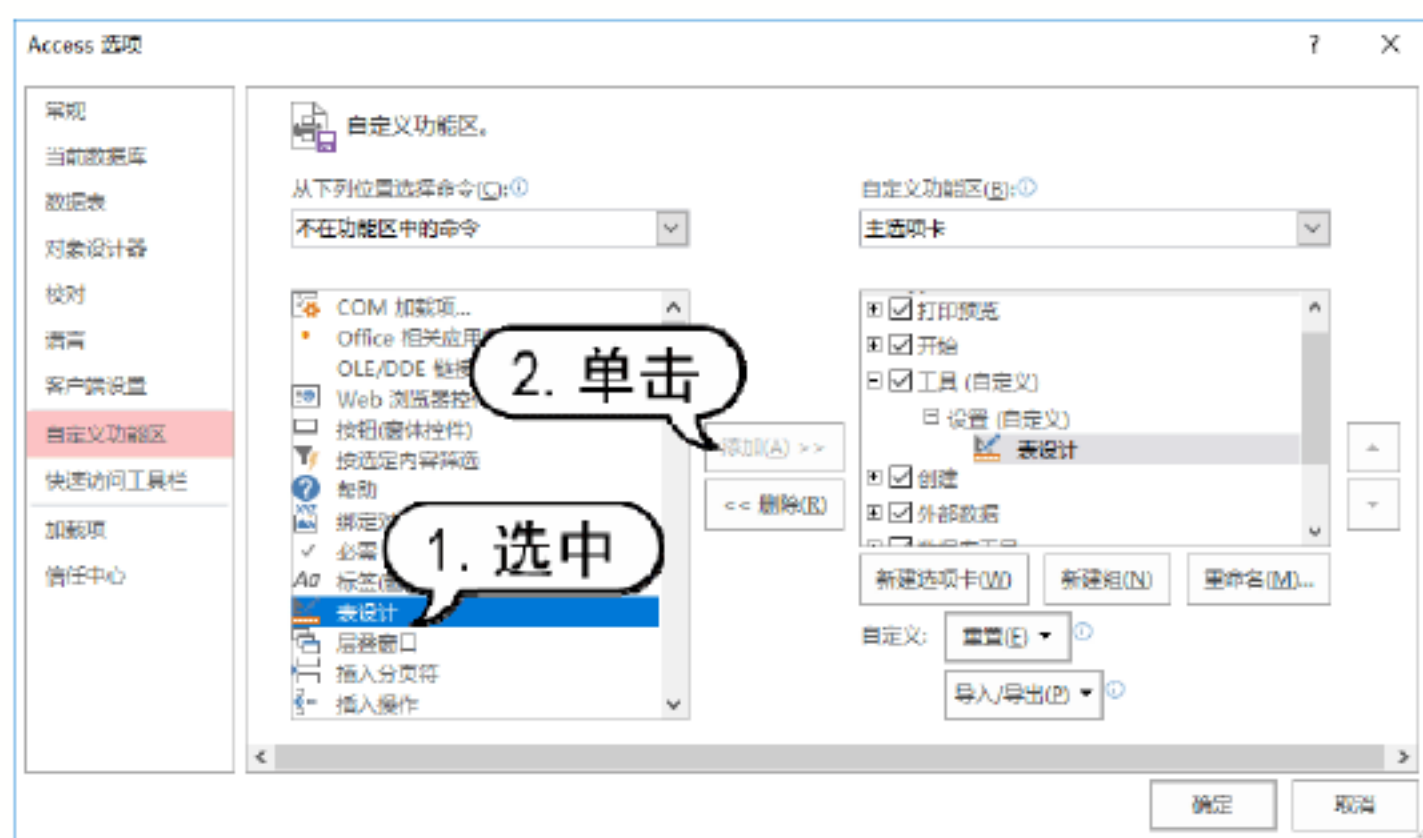 Access 选项
常规
当前数据库
数据表
对象设计器
校对
语言
客户端设置
自定义功能区
快速访问工具栏
加载项
信任中心
自定义功能区。
从下列位置选择命令(C):
不在功能区中的命令
COM 加载项...
Office 相关应用
OLE/DDE 链接
Web 浏览器控件
按钮(窗体控件)
按选定内容筛选
帮助
绑定对
必需
标签(窗
表设计
层叠窗口
插入分页符
插入操作
2. 单击
1. 选中
添加(A) >>
<< 删除(R)
自定义功能区(B):
主选项卡
打印预览
开始
工具 (自定义)
设置 (自定义)
表设计
创建
外部数据
数据库工具
新建选项卡(W)
新建组(N)
重命名(M)...
自定义:
重置(E)
导入/导出(P)
确定
取消